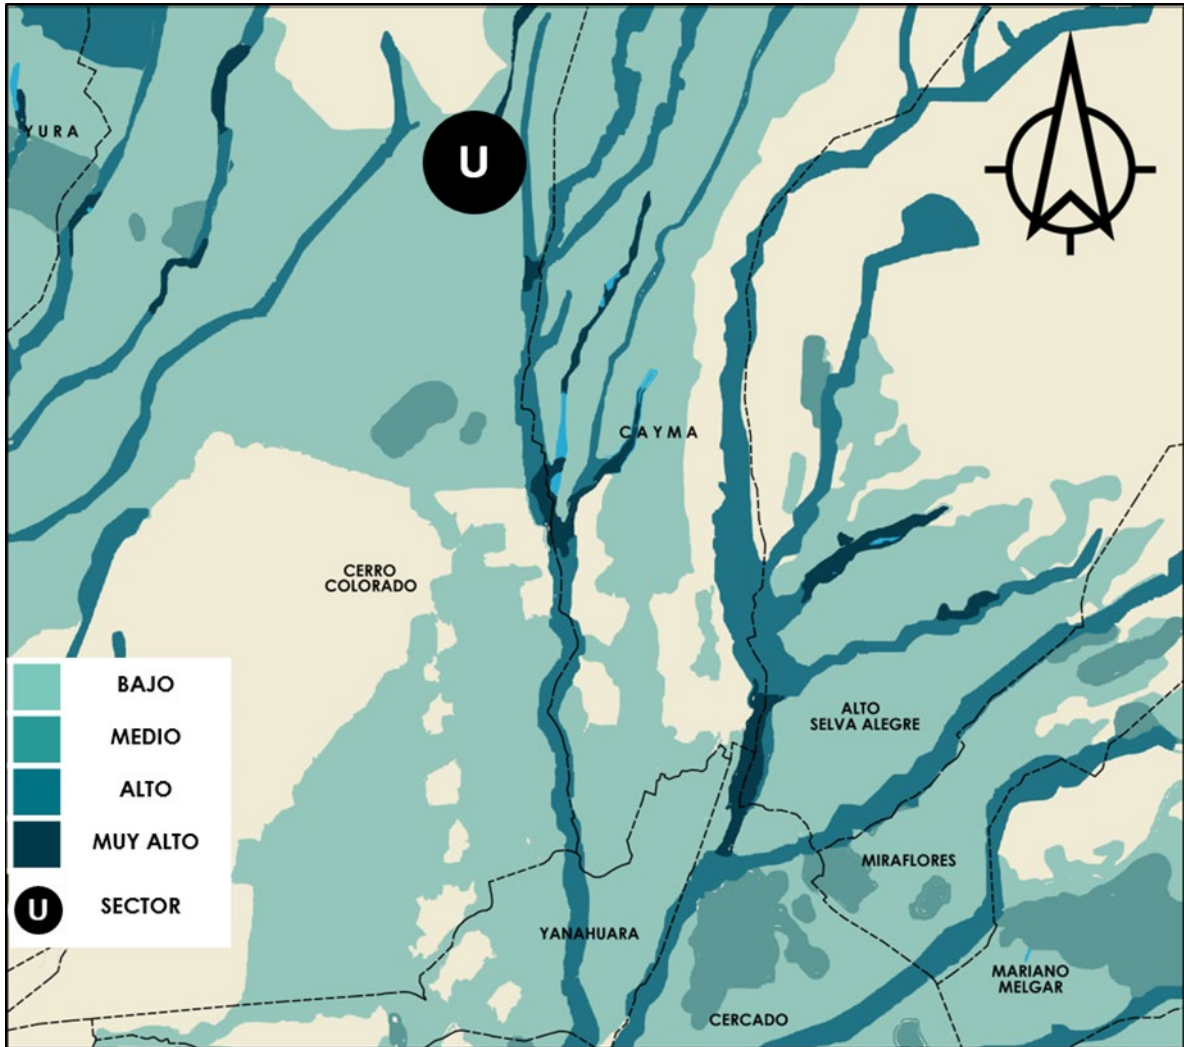 YURA
U
CAYMA
CERRO
COLORADO
BAJO
MEDIO
ALTO
MUY ALTO
U
SECTOR
ALTO
SELVA ALEGRE
MIRAFLORES
YANAHUARA
MARIANO
MELGAR
CERCADO